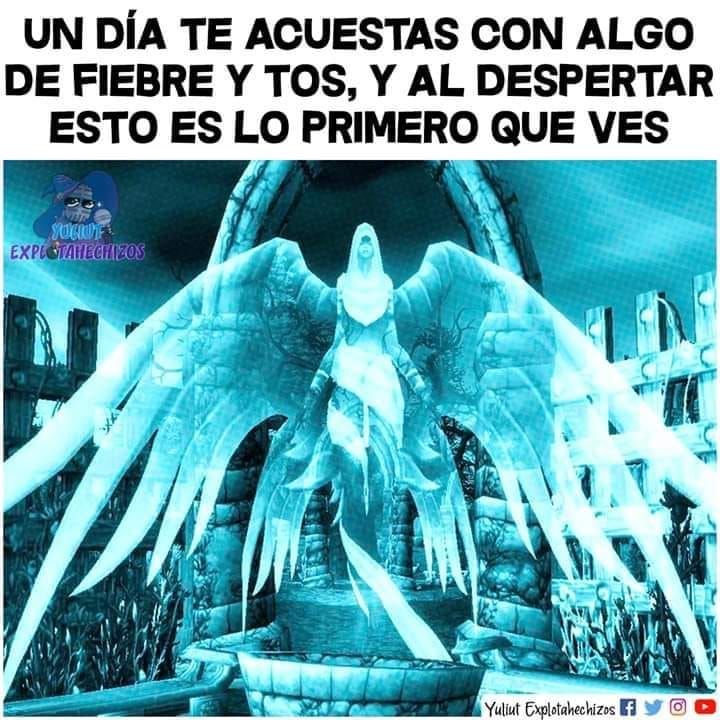 UN DÍA TE ACUESTAS CON ALGO
DE FIEBRE Y TOS, Y AL DESPERTAR
ESTO ES LO PRIMERO QUE VES
YULIUT
EXPLOTAHECHIZOS
Yuliut Explotahechizos